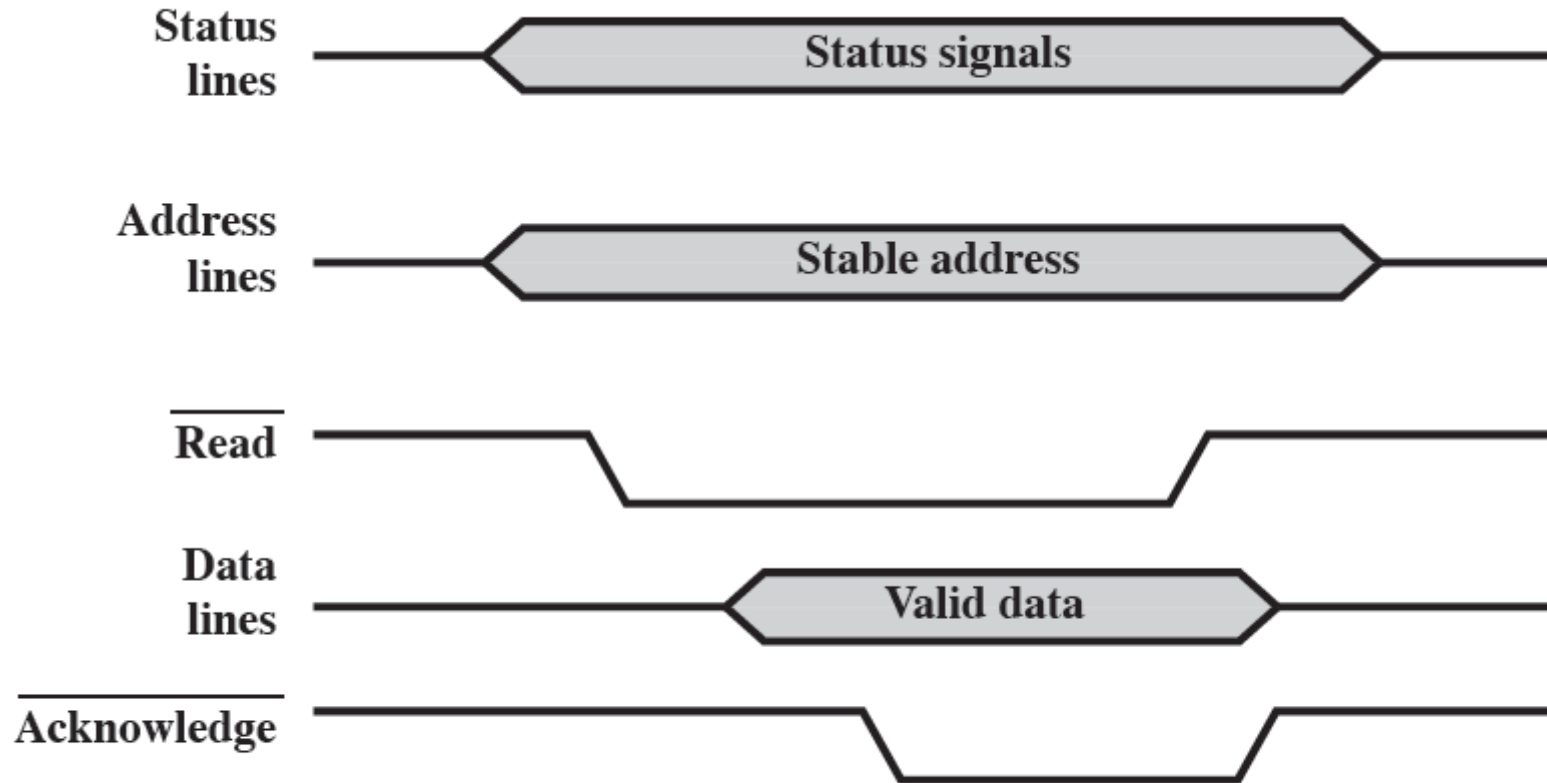 Status
lines
Status signals
Address
lines
Stable address
Read
Data
lines
Valid data
Acknowledge